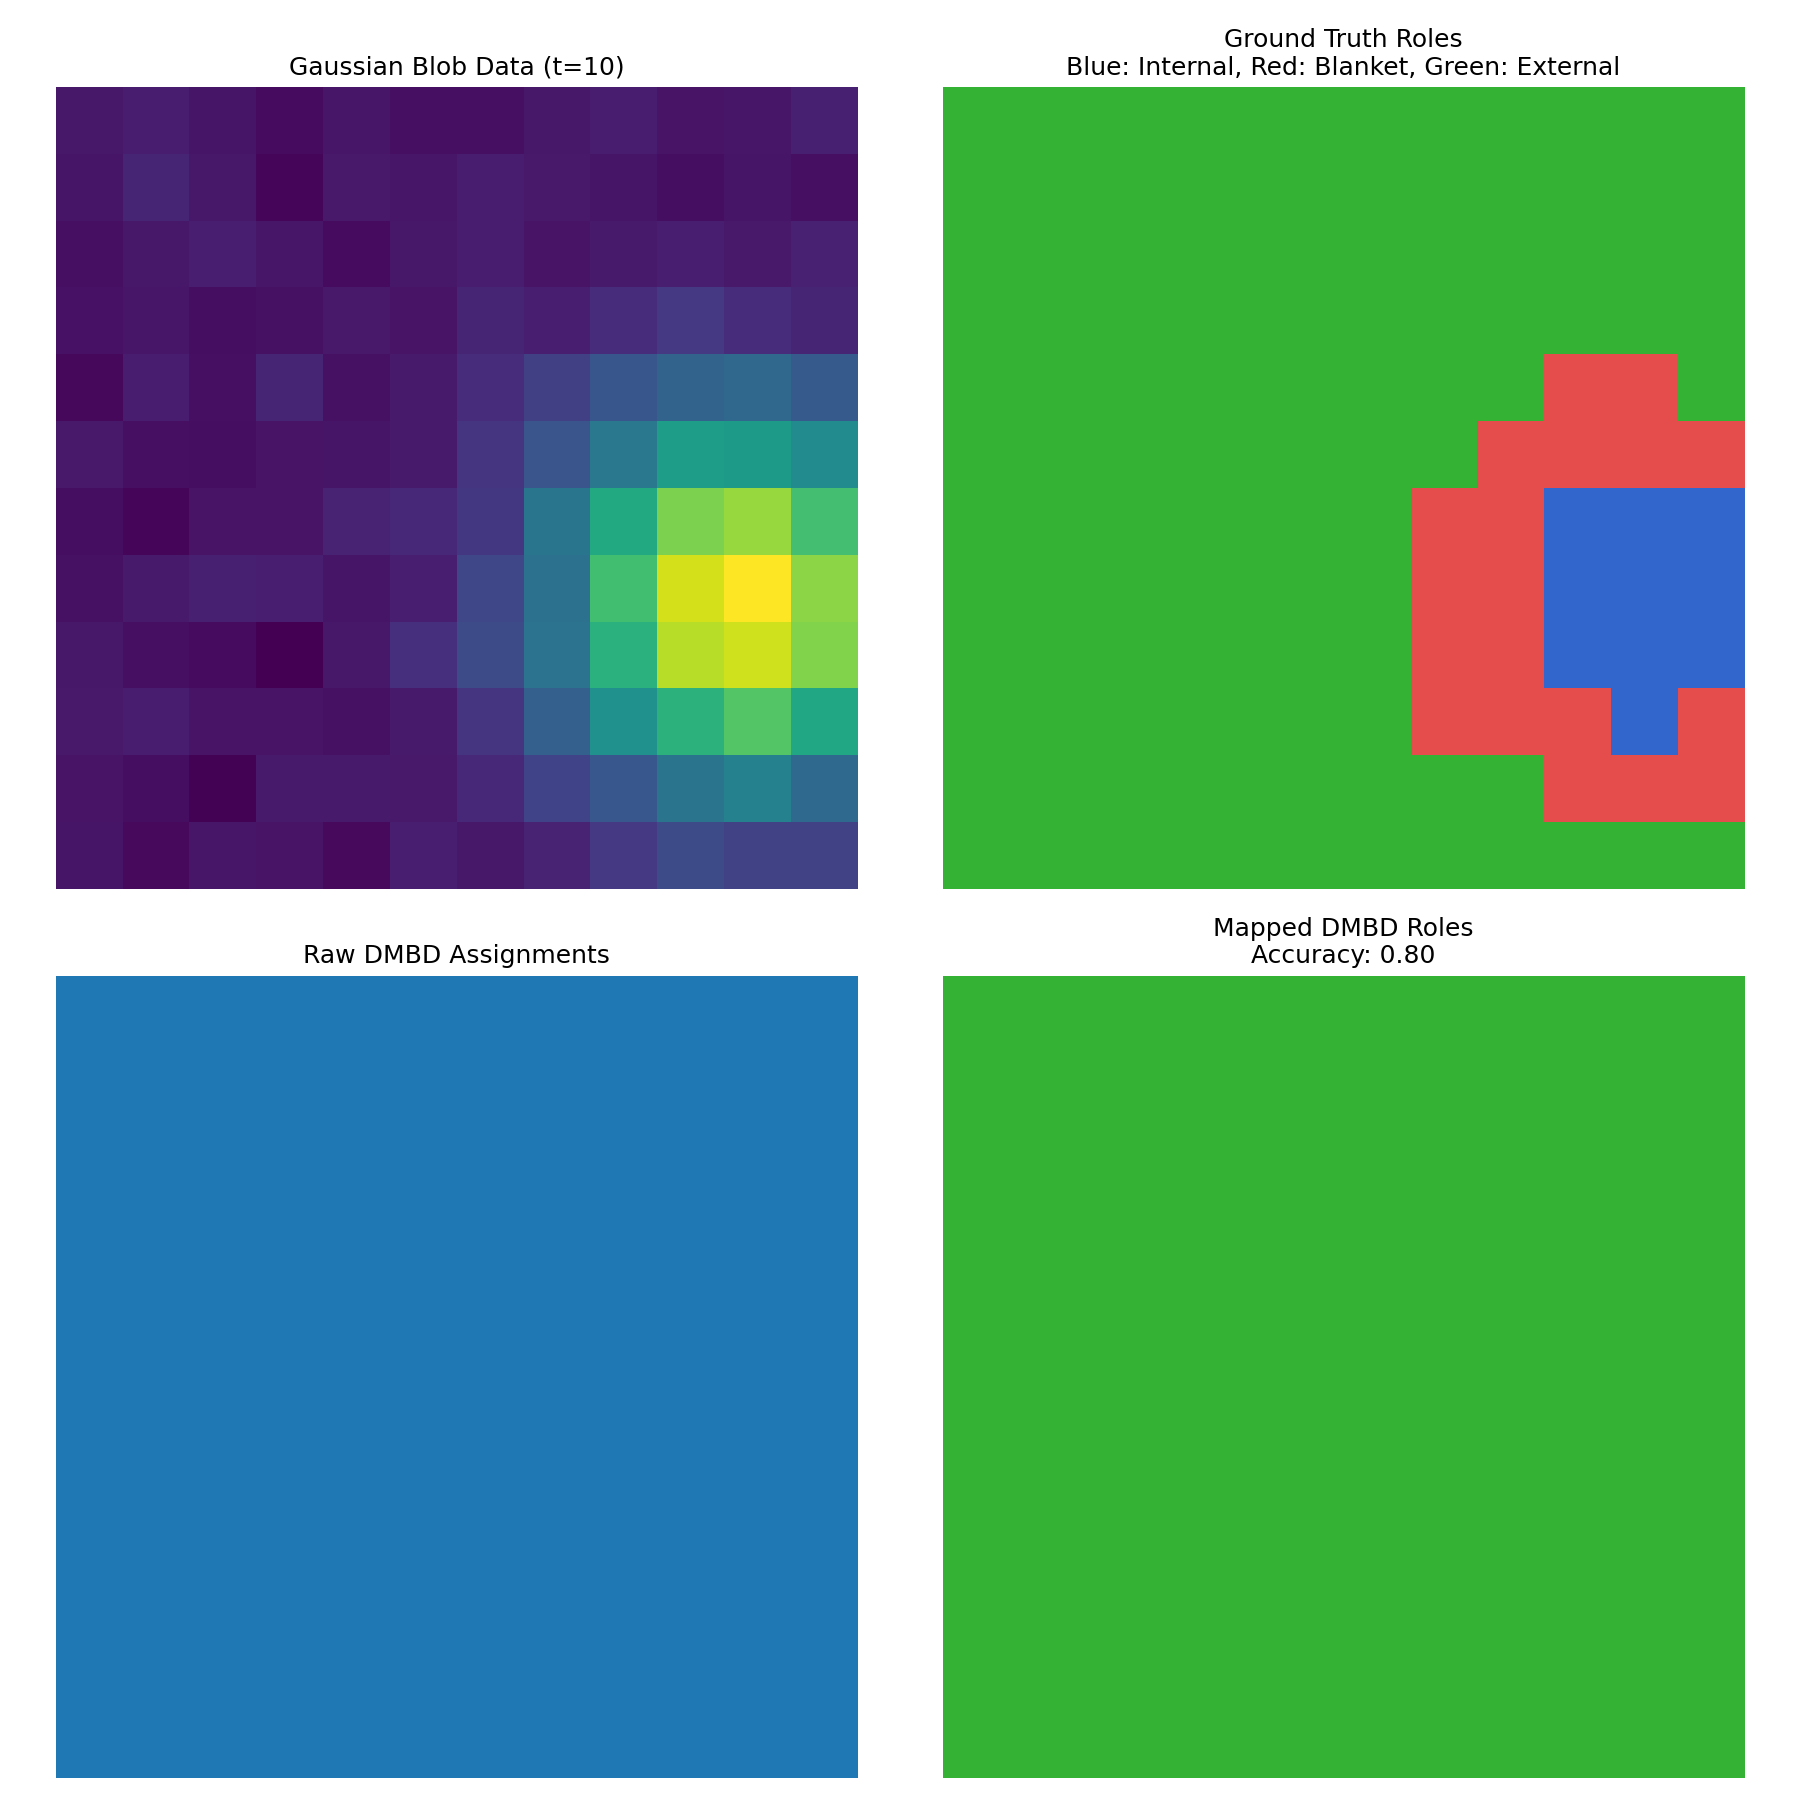 Gaussian Blob Data (t=10)
Ground Truth Roles
Blue: Internal, Red: Blanket, Green: External
Raw DMBD Assignments
Mapped DMBD Roles
Accuracy: 0.80